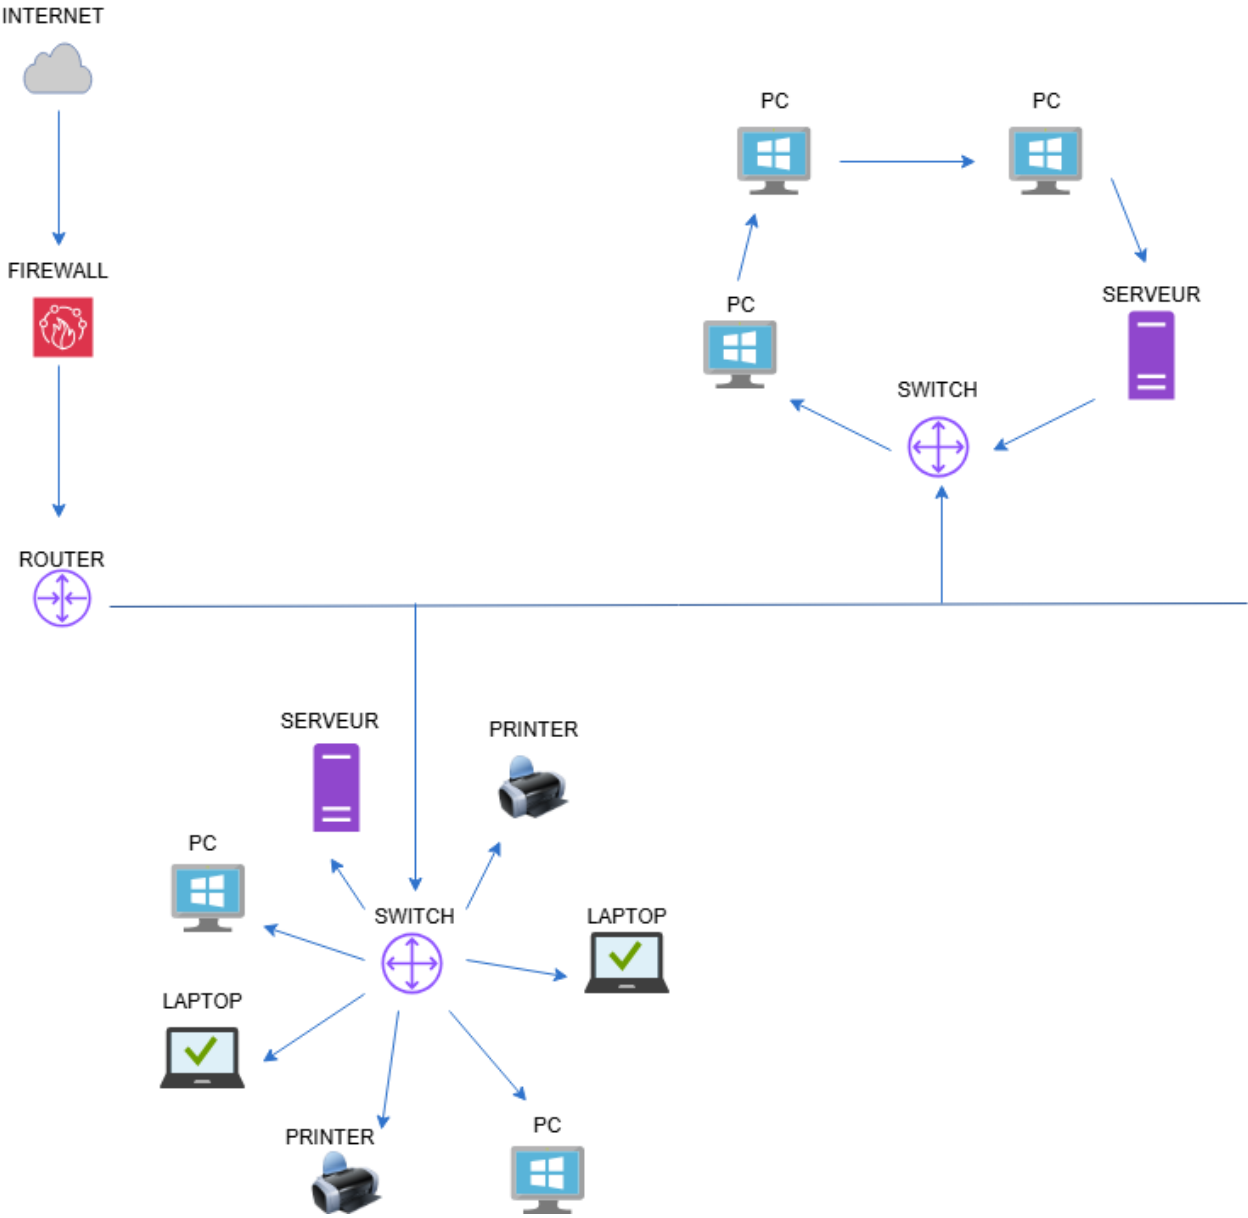 INTERNET
PC
PC
FIREWALL
SERVEUR
PC
SWITCH
ROUTER
SERVEUR
PRINTER
PC
SWITCH
LAPTOP
LAPTOP
PC
PRINTER